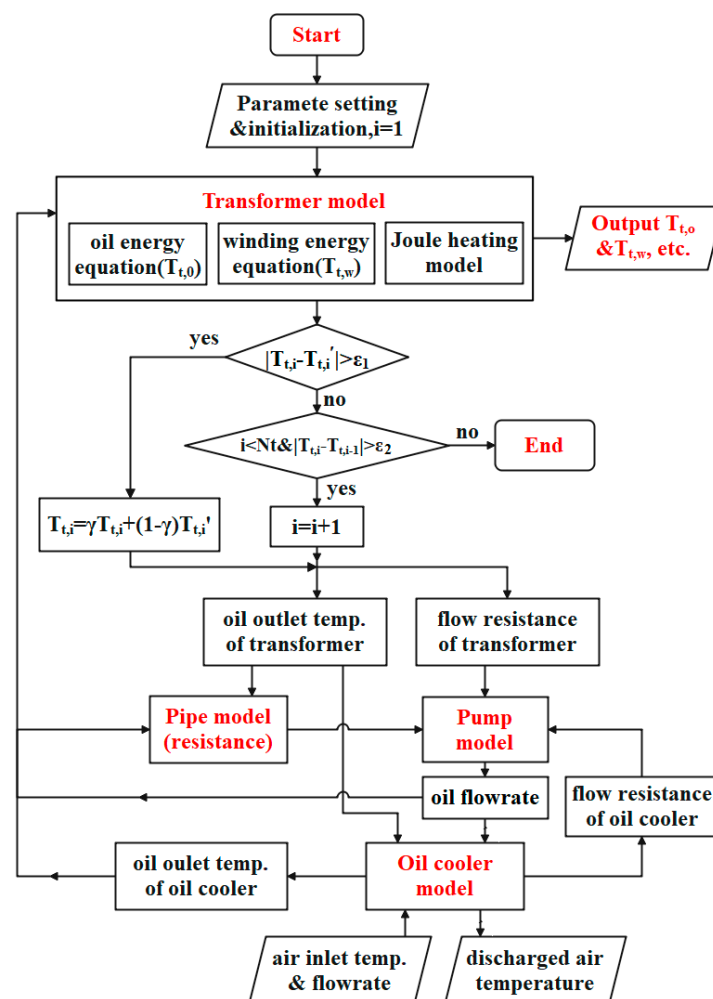 Start
Paramete setting
&initialization,i=1
Transformer model
oil energy
equation(Tt,0)
winding energy
equation(Tt,w)
Joule heating
model
Output Tt,o
&Tt,w, etc.
yes
|Tt,i-Tt,i′|>ε1
no
i<Nt&|Tt,i-Tt,i-1|>ε2
no
End
yes
Tt,i=γTt,i+(1-γ)Tt,i'
i=i+1
oil outlet temp.
of transformer
flow resistance
of transformer
Pipe model
(resistance)
Pump
model
oil flowrate
flow resistance
of oil cooler
oil oulet temp.
of oil cooler
Oil cooler
model
air inlet temp.
& flowrate
discharged air
temperature